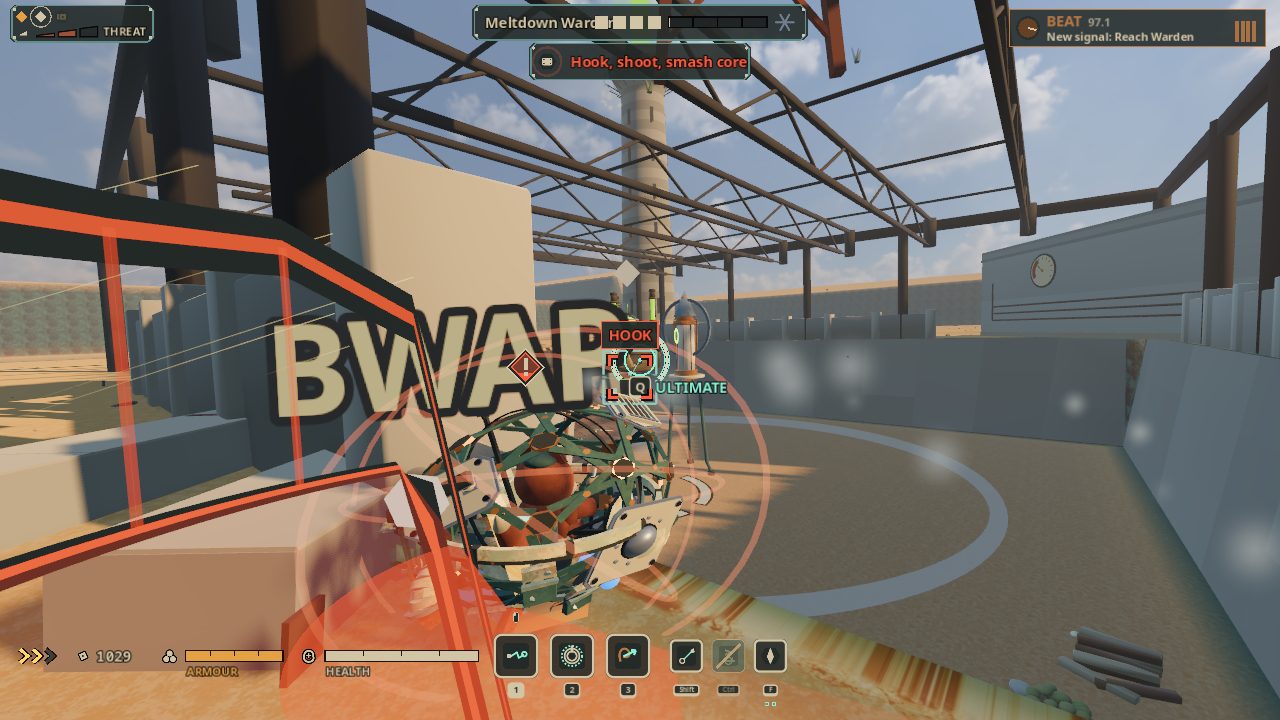 THREAT
Meltdown Warden
Hook, shoot, smash core
BEAT 97.1
New signal: Reach Warden
BWAP
HOOK
Q ULTIMATE
1029
ARMOUR
HEALTH
1 2 3 Shift Ctrl F